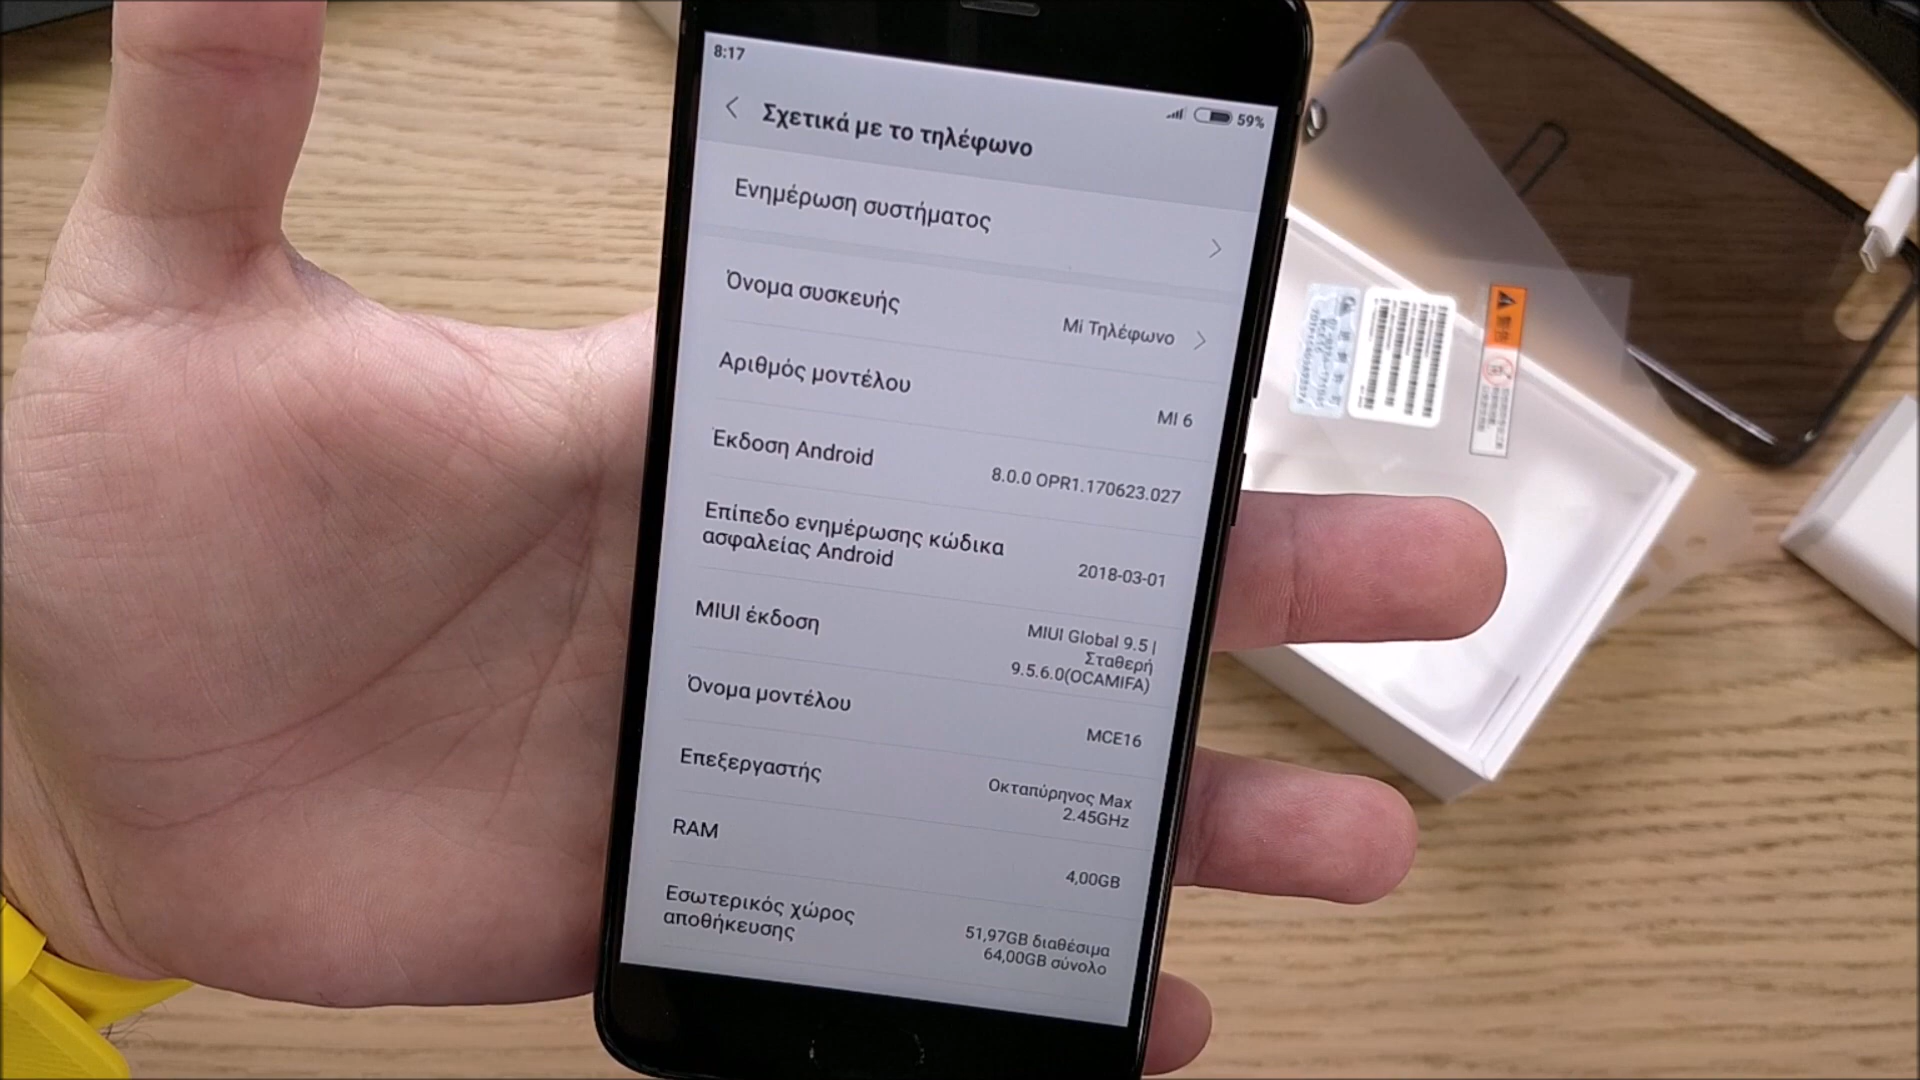 8:17
59%
Σχετικά με το τηλέφωνο
Ενημέρωση συστήματος
Όνομα συσκευής
Mi Τηλέφωνο
Αριθμός μοντέλου
MI 6
Έκδοση Android
8.0.0 OPR1.170623.027
Επίπεδο ενημέρωσης κώδικα
ασφαλείας Android
2018-03-01
MIUI έκδοση
MIUI Global 9.5 |
Σταθερή
9.5.6.0(OCAMIFA)
Όνομα μοντέλου
MCE16
Επεξεργαστής
Οκταπύρηνος Max
2.45GHz
RAM
4,00GB
Εσωτερικός χώρος
αποθήκευσης
51,97GB διαθέσιμα
64,00GB σύνολο